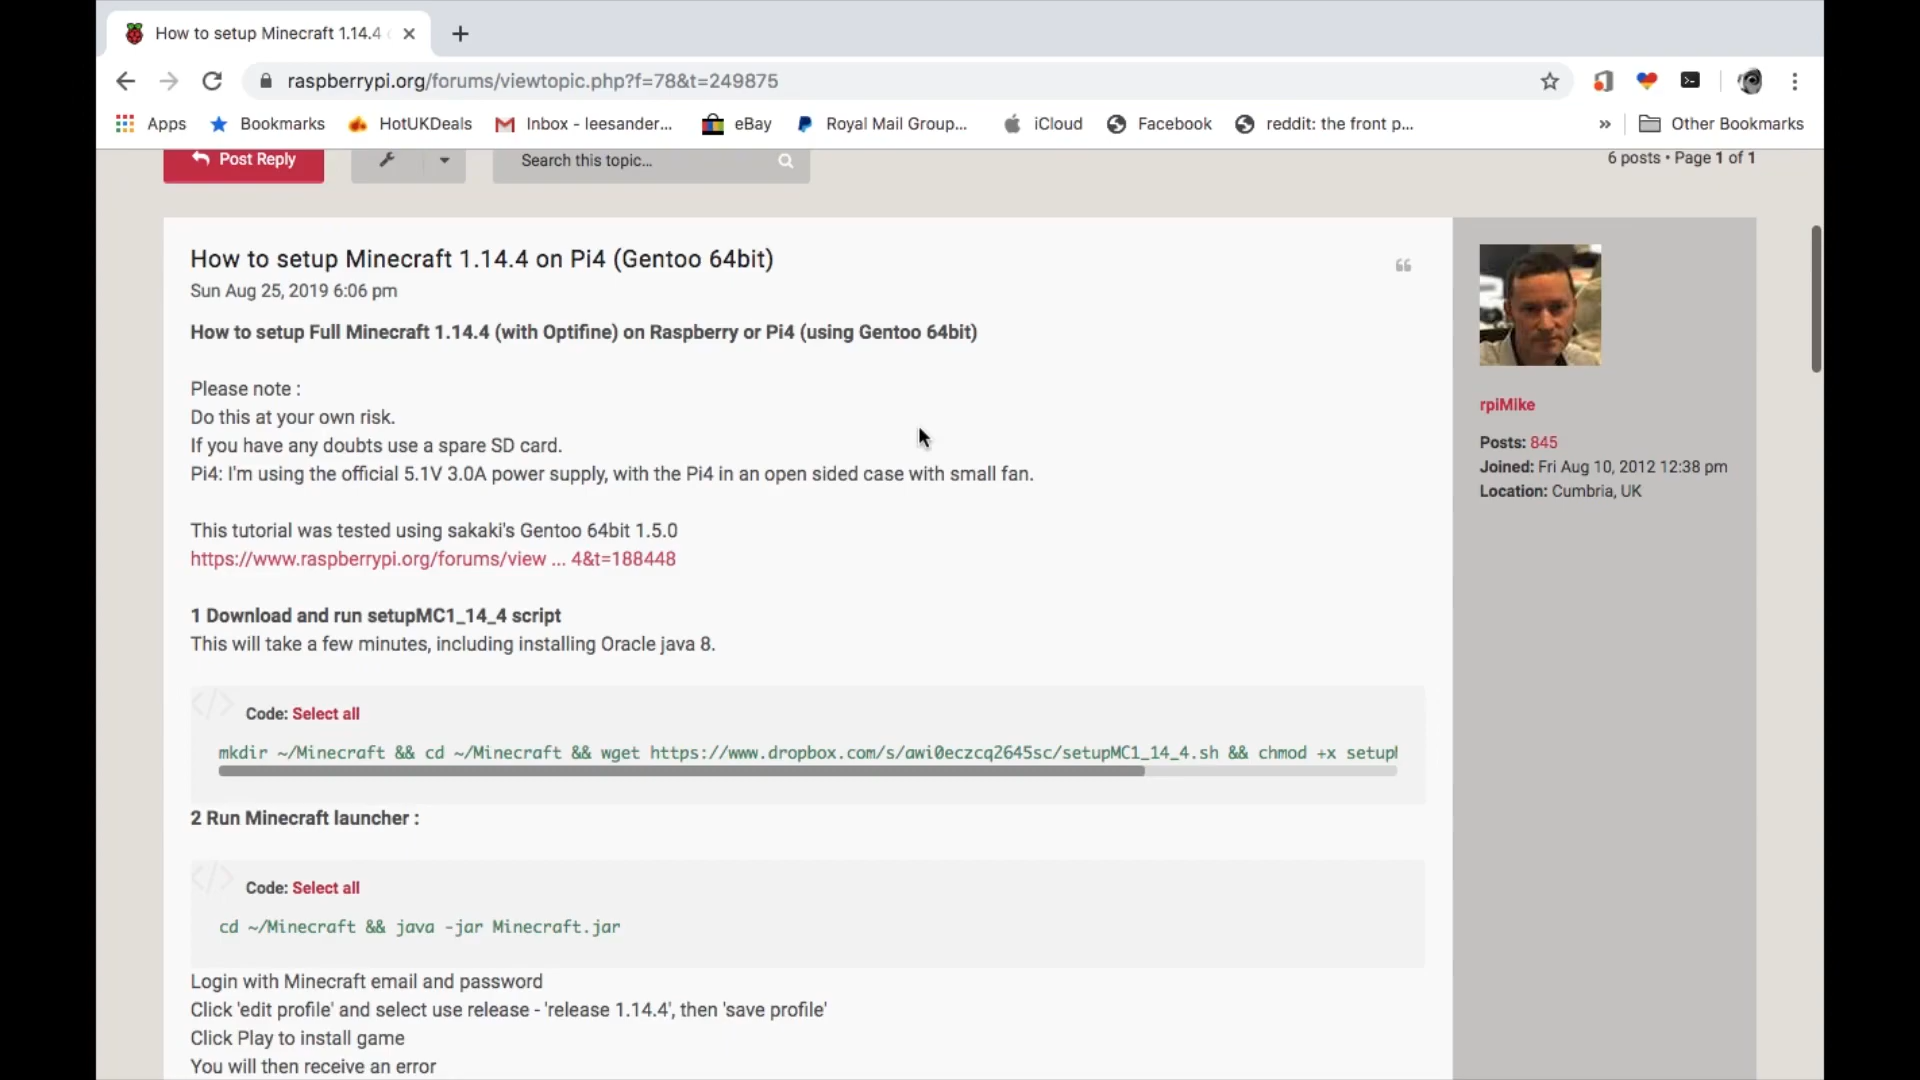 How to setup Minecraft 1.14.4
raspberrypi.org/forums/viewtopic.php?f=78&t=249875
Apps Bookmarks HotUKDeals Inbox - leesander... eBay Royal Mail Group... iCloud Facebook reddit: the front p... » Other Bookmarks
Post Reply
Search this topic...
6 posts • Page 1 of 1
How to setup Minecraft 1.14.4 on Pi4 (Gentoo 64bit)
Sun Aug 25, 2019 6:06 pm
How to setup Full Minecraft 1.14.4 (with Optifine) on Raspberry or Pi4 (using Gentoo 64bit)
Please note :
Do this at your own risk.
If you have any doubts use a spare SD card.
Pi4: I'm using the official 5.1V 3.0A power supply, with the Pi4 in an open sided case with small fan.
This tutorial was tested using sakaki's Gentoo 64bit 1.5.0
https://www.raspberrypi.org/forums/view ... 4&t=188448
1 Download and run setupMC1_14_4 script
This will take a few minutes, including installing Oracle java 8.
Code: Select all
mkdir ~/Minecraft && cd ~/Minecraft && wget https://www.dropbox.com/s/awi0eczcq2645sc/setupMC1_14_4.sh && chmod +x setup
2 Run Minecraft launcher :
Code: Select all
cd ~/Minecraft && java -jar Minecraft.jar
Login with Minecraft email and password
Click 'edit profile' and select use release - 'release 1.14.4', then 'save profile'
Click Play to install game
You will then receive an error
rpiMike
Posts: 845
Joined: Fri Aug 10, 2012 12:38 pm
Location: Cumbria, UK